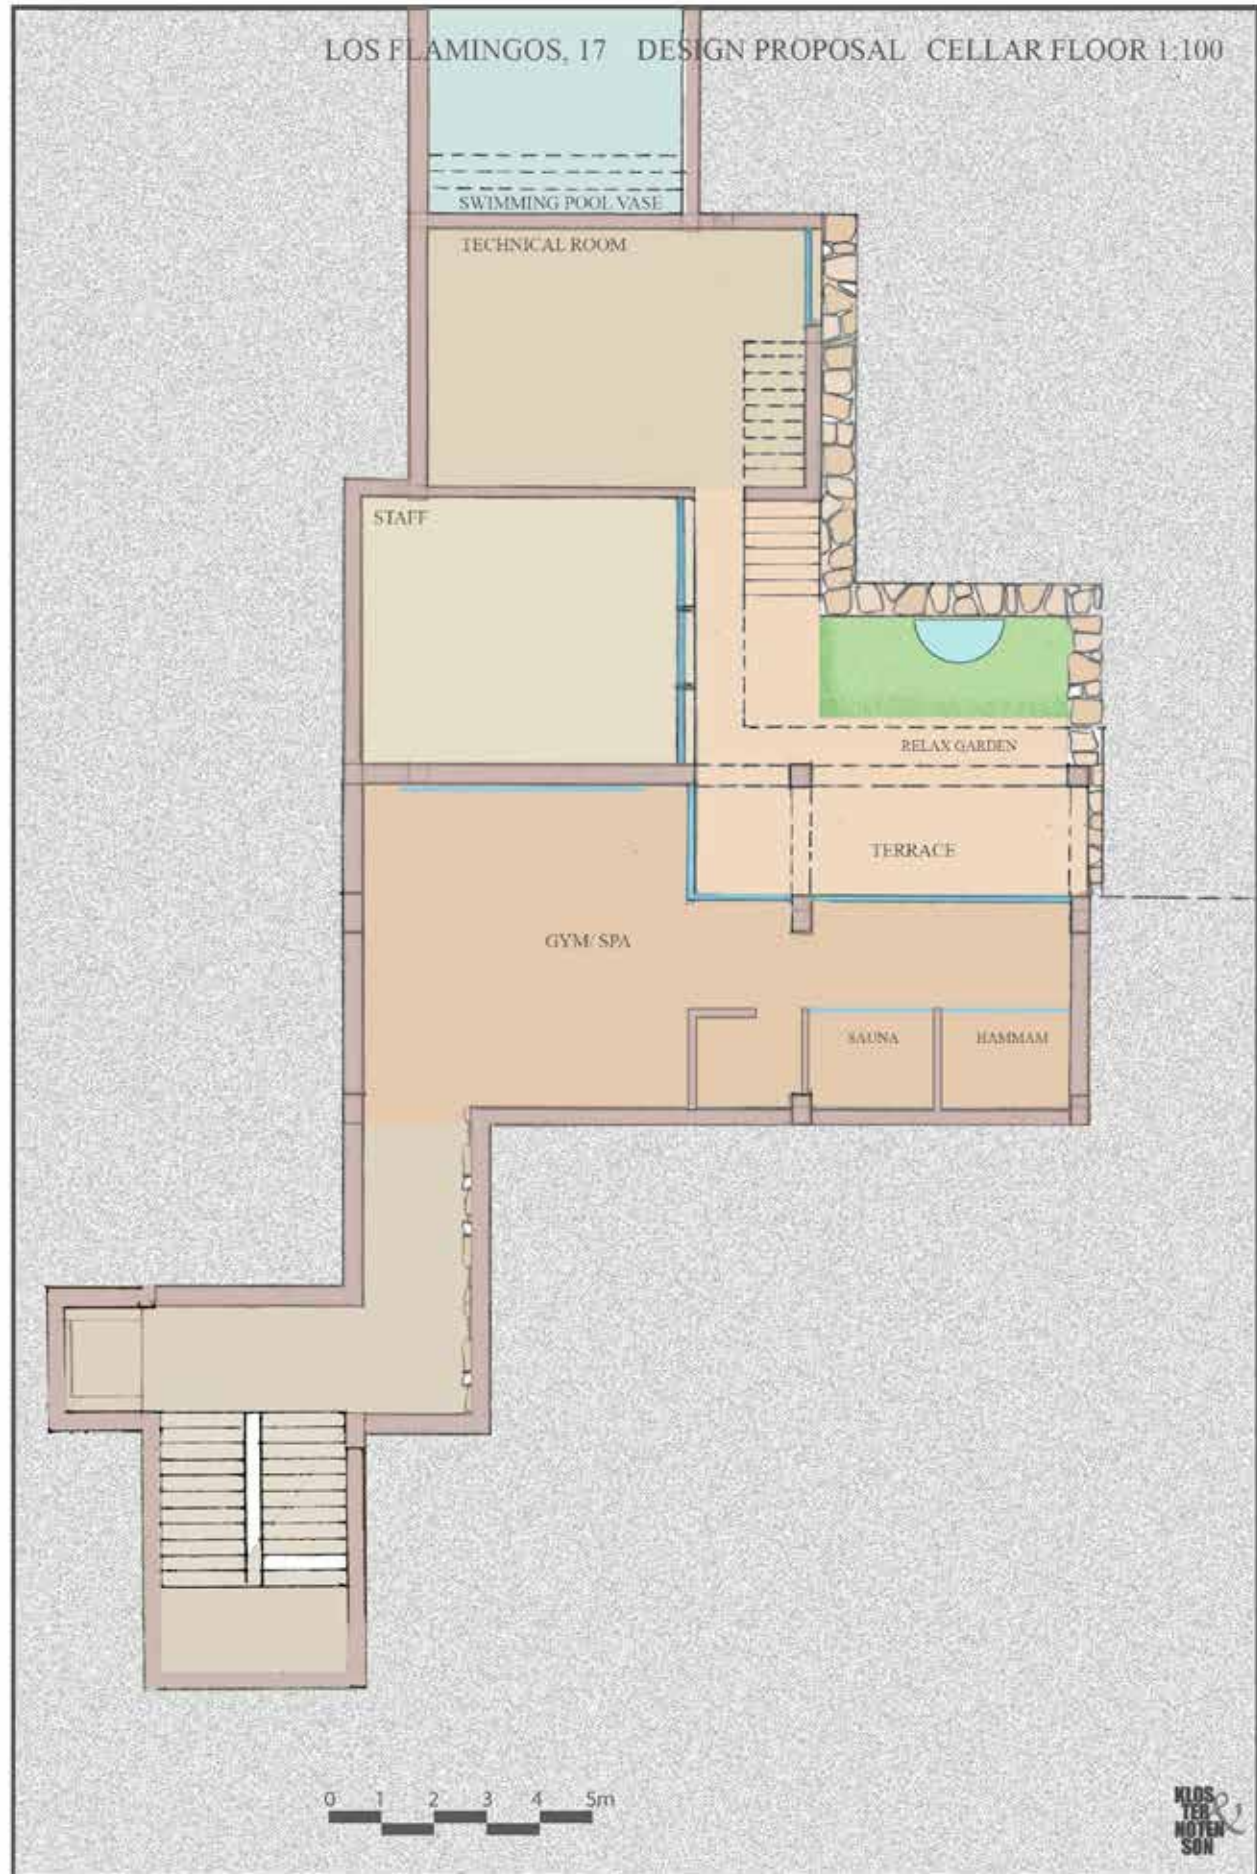 LOS FLAMINGOS, 17 DESIGN PROPOSAL CELLAR FLOOR 1:100
SWIMMING POOL VASE
TECHNICAL ROOM
STAFF
RELAX GARDEN
TERRACE
GYM/ SPA
SAUNA
HAMMAM
0 1 2 3 4 5m
KLOS
TER &
NOTEN
SON